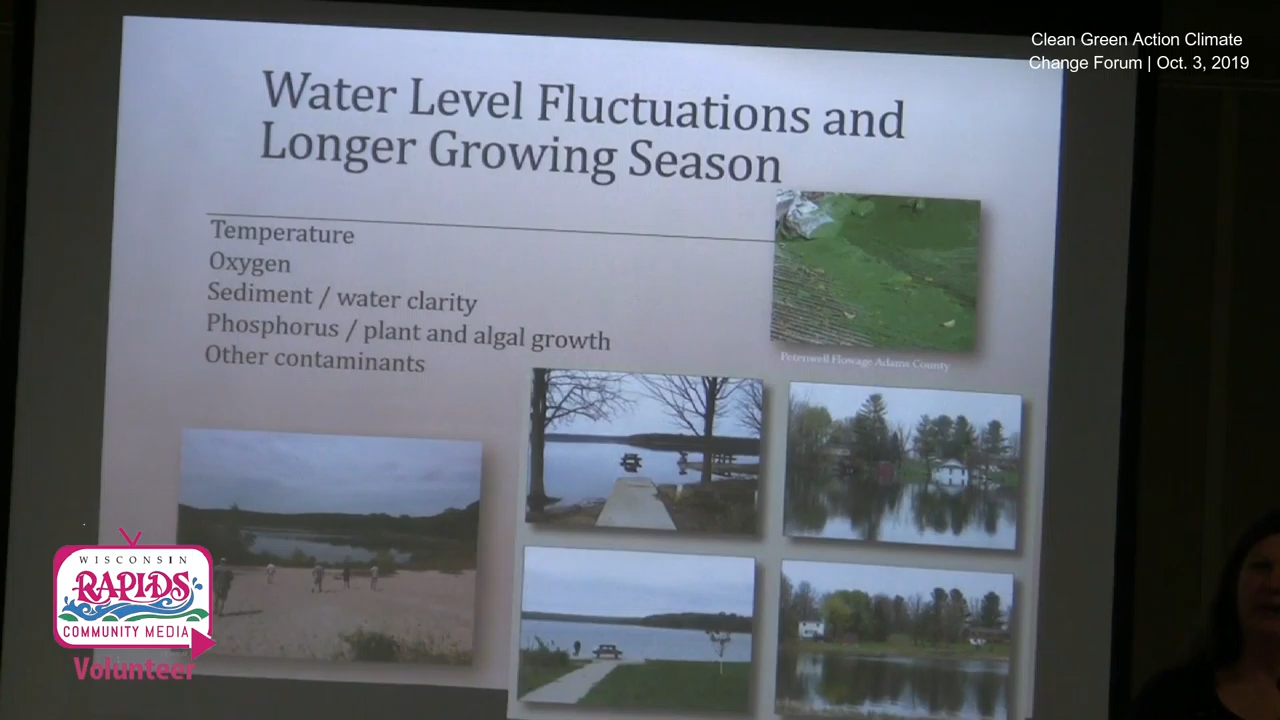 Clean Green Action Climate
Change Forum | Oct. 3, 2019
Water Level Fluctuations and
Longer Growing Season
Temperature
Oxygen
Sediment / water clarity
Phosphorus / plant and algal growth
Other contaminants
Petenwell Flowage Adams County
WISCONSIN
RAPIDS
COMMUNITY MEDIA
Volunteer